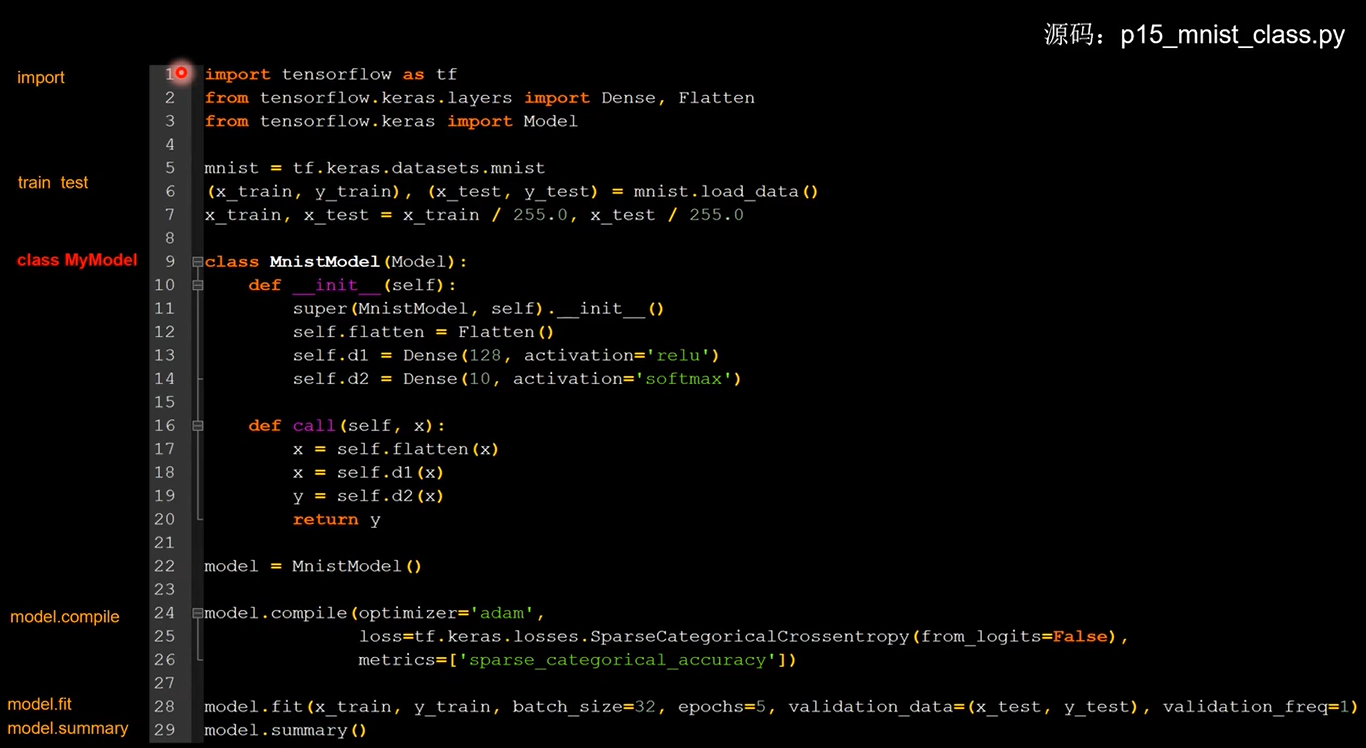 源码：p15_mnist_class.py
import
1 import tensorflow as tf
2 from tensorflow.keras.layers import Dense, Flatten
3 from tensorflow.keras import Model
4
5 mnist = tf.keras.datasets.mnist
train test
6 (x_train, y_train), (x_test, y_test) = mnist.load_data()
7 x_train, x_test = x_train / 255.0, x_test / 255.0
8
class MyModel
9 class MnistModel(Model):
10     def __init__(self):
11         super(MnistModel, self).__init__()
12         self.flatten = Flatten()
13         self.d1 = Dense(128, activation='relu')
14         self.d2 = Dense(10, activation='softmax')
15
16     def call(self, x):
17         x = self.flatten(x)
18         x = self.d1(x)
19         y = self.d2(x)
20         return y
21
22 model = MnistModel()
23
model.compile
24 model.compile(optimizer='adam',
25               loss=tf.keras.losses.SparseCategoricalCrossentropy(from_logits=False),
26               metrics=['sparse_categorical_accuracy'])
27
model.fit
28 model.fit(x_train, y_train, batch_size=32, epochs=5, validation_data=(x_test, y_test), validation_freq=1)
model.summary
29 model.summary()